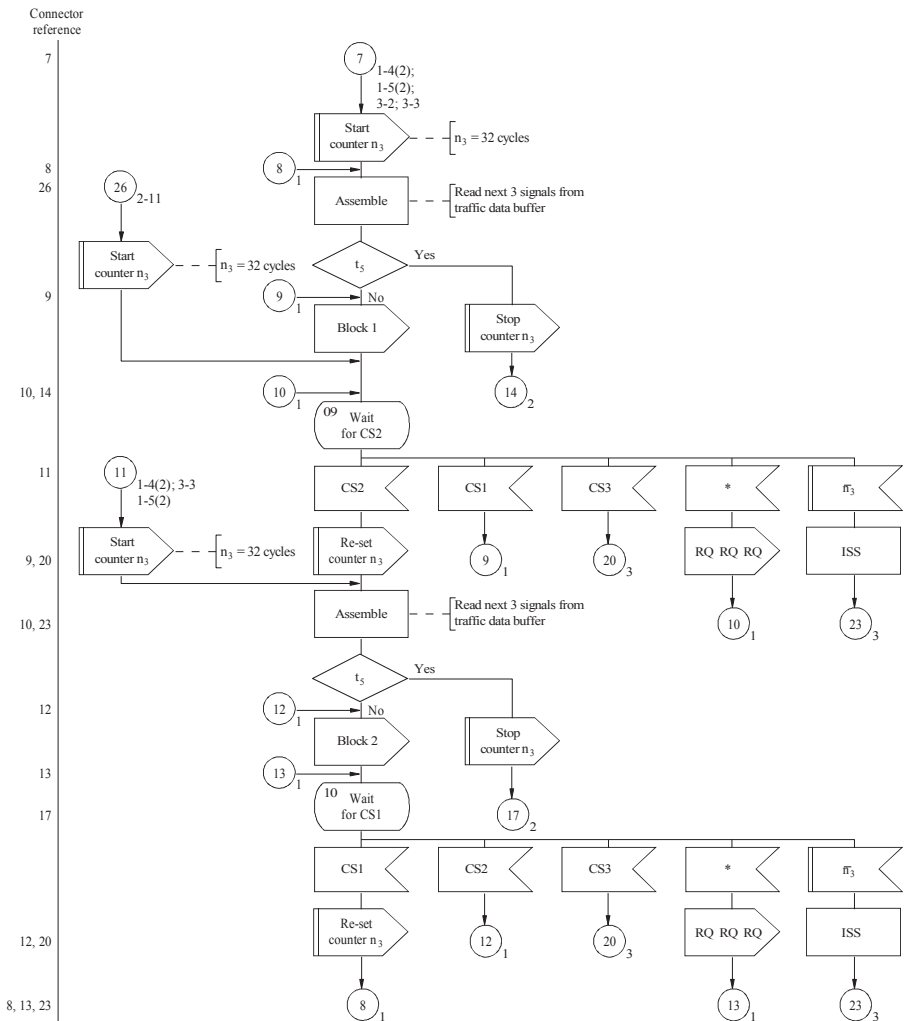 Connector
reference
7
7
1-4(2);
1-5(2);
3-2; 3-3
Start
counter n3
n3 = 32 cycles
8
8
1
26
26
2-11
Assemble
Read next 3 signals from
traffic data buffer
Start
counter n3
n3 = 32 cycles
t5
Yes
9
9
1
No
Block 1
Stop
counter n3
10, 14
10
1
14
2
09
Wait
for CS2
11
11
1-4(2); 3-3
1-5(2)
CS2
CS1
CS3
*
n̅3
9, 20
Start
counter n3
n3 = 32 cycles
Re-set
counter n3
9
1
20
3
RQ RQ RQ
ISS
10, 23
Assemble
Read next 3 signals from
traffic data buffer
10
1
23
3
t5
Yes
12
12
1
No
Block 2
Stop
counter n3
13
13
1
17
10
Wait
for CS1
17
2
CS1
CS2
CS3
*
n̅3
12, 20
Re-set
counter n3
12
1
20
3
RQ RQ RQ
ISS
8, 13, 23
8
1
13
1
23
3